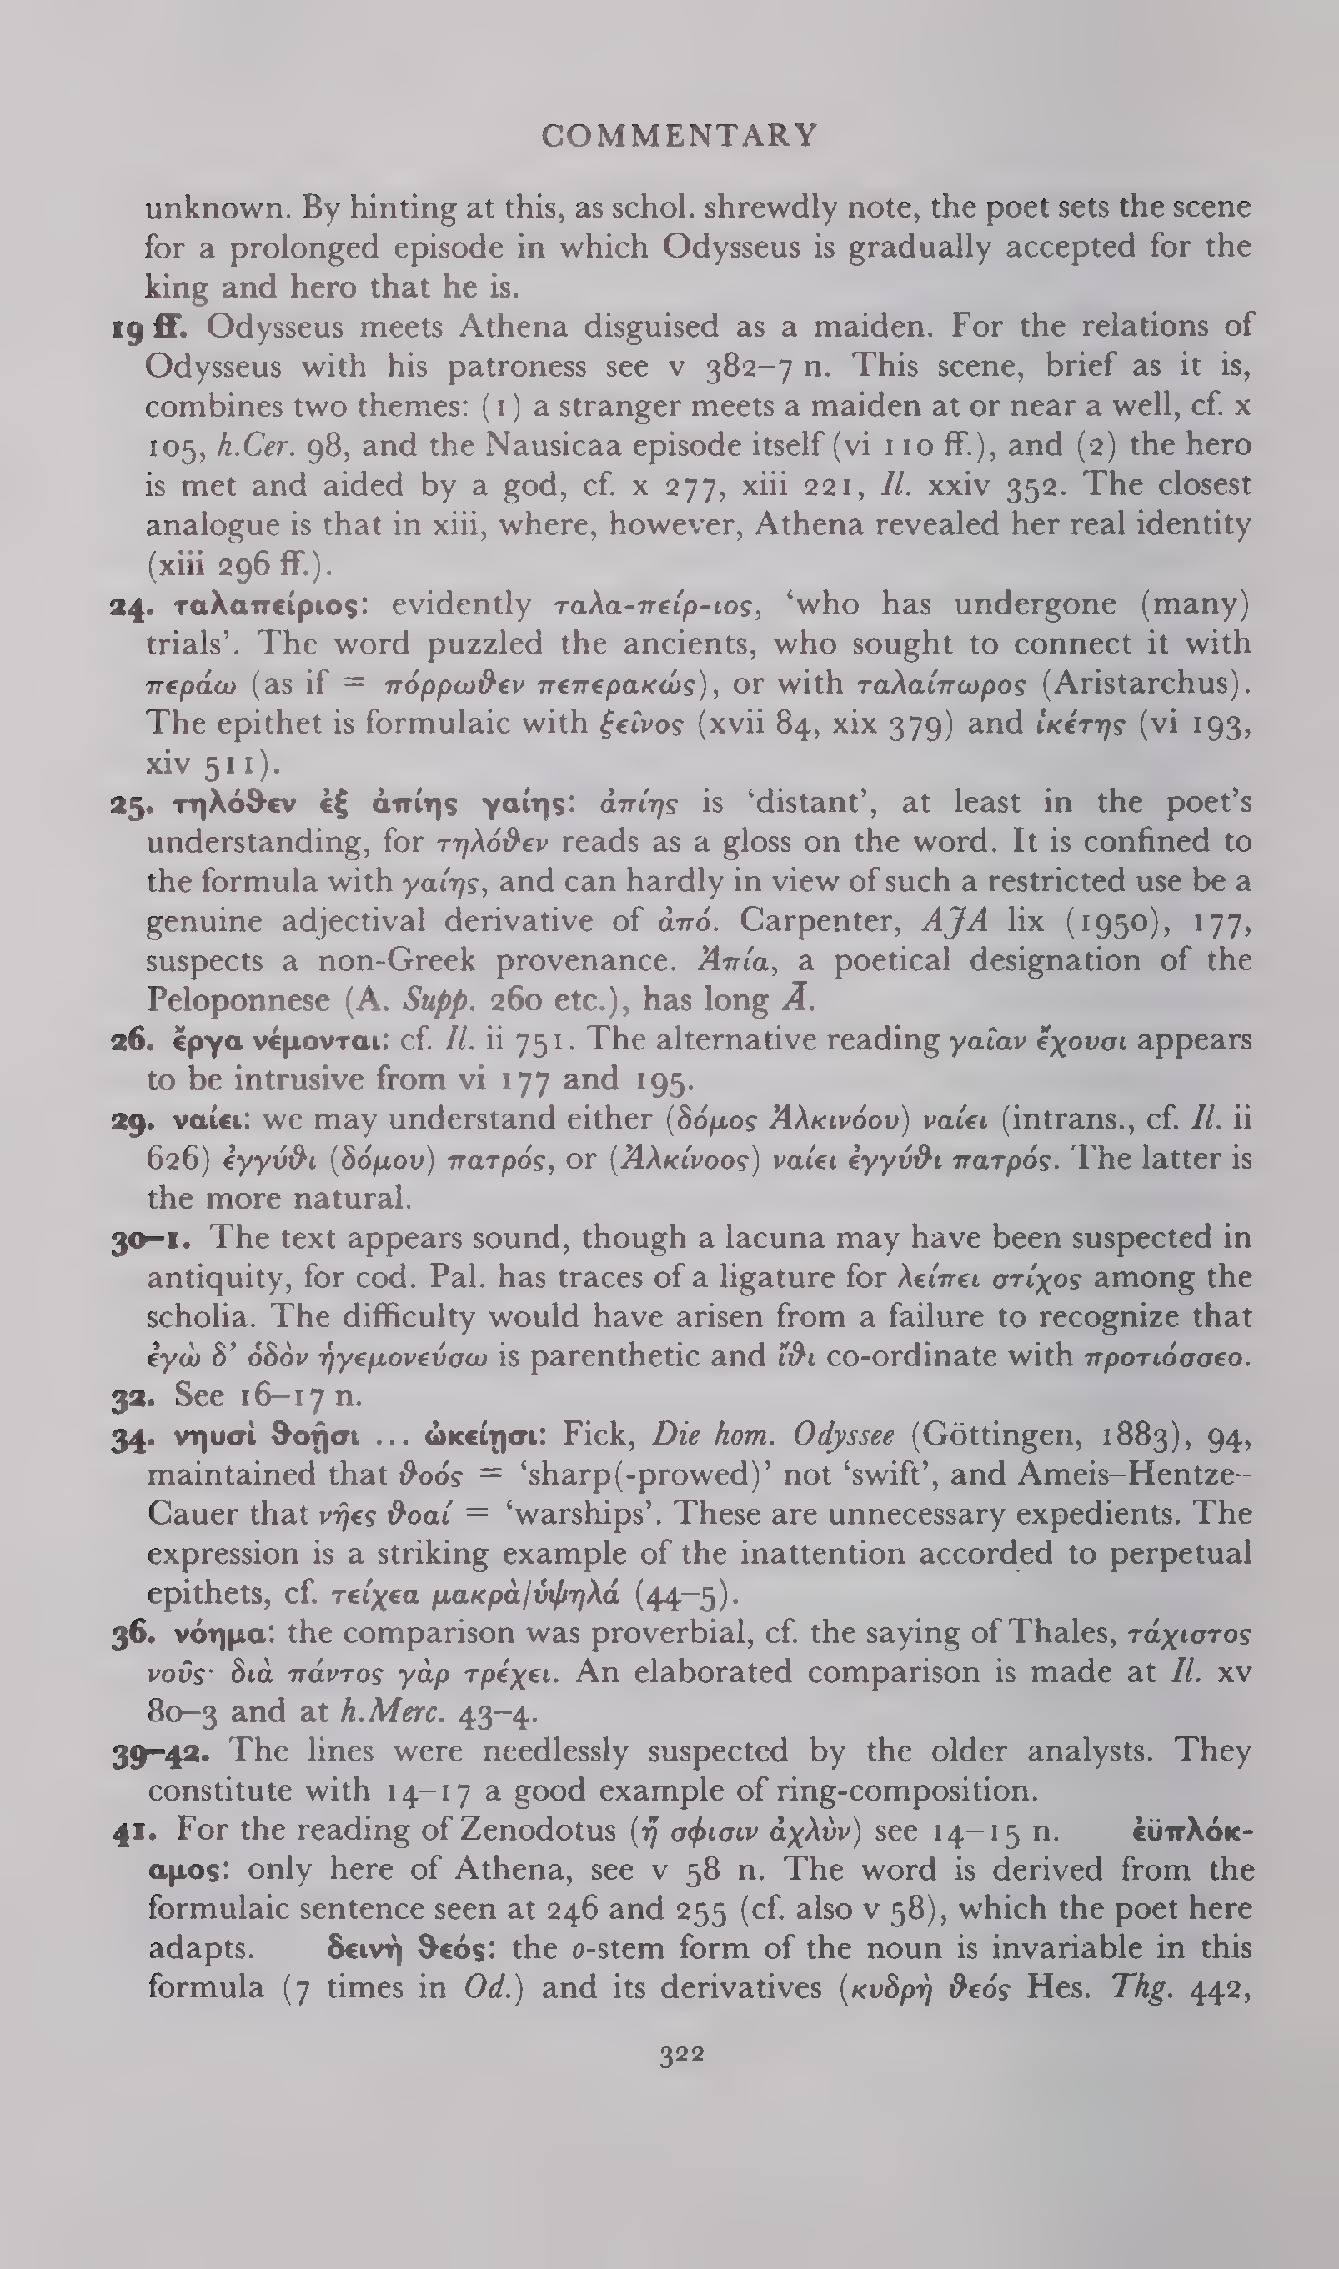 COMMENTARY
unknown. By hinting at this, as schol. shrewdly note, the poet sets the scene
for a prolonged episode in which Odysseus is gradually accepted for the
king and hero that he is.
19 ff. Odysseus meets Athena disguised as a maiden. For the relations of
Odysseus with his patroness see v 382–7 n. This scene, brief as it is,
combines two themes: (1) a stranger meets a maiden at or near a well, cf. x
105, h.Cer. 98, and the Nausicaa episode itself (vi 110 ff.), and (2) the hero
is met and aided by a god, cf. x 277, xiii 221, Il. xxiv 352. The closest
analogue is that in xiii, where, however, Athena revealed her real identity
(xiii 296 ff.).
24. ταλαπείριος: evidently ταλα-πείρ-ιος, ‘who has undergone (many)
trials’. The word puzzled the ancients, who sought to connect it with
περάω (as if = πόρρωϑεν πεπερακώς), or with ταλαίπωρος (Aristarchus).
The epithet is formulaic with ξεῖνος (xvii 84, xix 379) and ἱκέτης (vi 193,
xiv 511).
25. τηλόϑεν ἐξ ἀπίης γαίης: ἀπίης is ‘distant’, at least in the poet’s
understanding, for τηλόϑεν reads as a gloss on the word. It is confined to
the formula with γαίης, and can hardly in view of such a restricted use be a
genuine adjectival derivative of ἀπό. Carpenter, AJA lix (1950), 177,
suspects a non-Greek provenance. Ἀπία, a poetical designation of the
Peloponnese (A. Supp. 260 etc.), has long Ᾱ.
26. ἔργα νέμονται: cf. Il. ii 751. The alternative reading γαῖαν ἔχουσι appears
to be intrusive from vi 177 and 195.
29. ναίει: we may understand either (δόμος Ἀλκινόου) ναίει (intrans., cf. Il. ii
626) ἐγγύϑι (δόμου) πατρός, or (Ἀλκίνοος) ναίει ἐγγύϑι πατρός. The latter is
the more natural.
30–1. The text appears sound, though a lacuna may have been suspected in
antiquity, for cod. Pal. has traces of a ligature for λείπει στίχος among the
scholia. The difficulty would have arisen from a failure to recognize that
ἐγὼ δ’ ὁδὸν ἡγεμονεύσω is parenthetic and ἴϑι co-ordinate with προτιόσσεο.
32. See 16–17 n.
34. νηυσὶ ϑοῇσι ... ὠκείῃσι: Fick, Die hom. Odyssee (Göttingen, 1883), 94,
maintained that ϑοός = ‘sharp(-prowed)’ not ‘swift’, and Ameis–Hentze–
Cauer that νῆες ϑοαί = ‘warships’. These are unnecessary expedients. The
expression is a striking example of the inattention accorded to perpetual
epithets, cf. τείχεα μακρὰ/ὑψηλά (44–5).
36. νόημα: the comparison was proverbial, cf. the saying of Thales, τάχιστος
νοῦς· διὰ πάντος γὰρ τρέχει. An elaborated comparison is made at Il. xv
80–3 and at h.Merc. 43–4.
39–42. The lines were needlessly suspected by the older analysts. They
constitute with 14–17 a good example of ring-composition.
41. For the reading of Zenodotus (ἥ σφισιν ἀχλὺν) see 14–15 n. ἐϋπλόκ-
αμος: only here of Athena, see v 58 n. The word is derived from the
formulaic sentence seen at 246 and 255 (cf. also v 58), which the poet here
adapts. δεινὴ ϑεός: the o-stem form of the noun is invariable in this
formula (7 times in Od.) and its derivatives (κυδρὴ ϑεός Hes. Thg. 442,
322